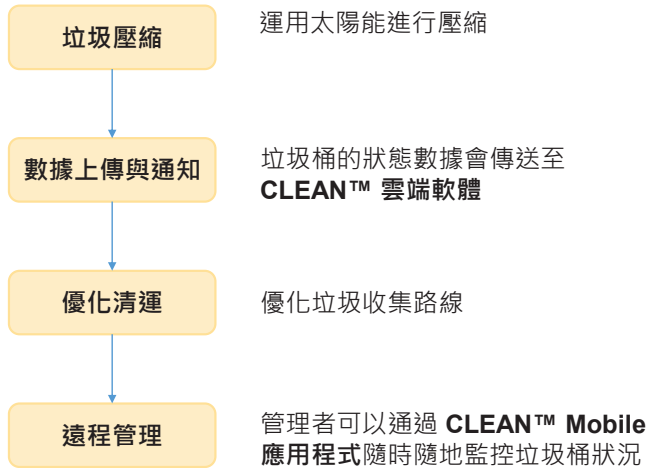 垃圾壓縮
運用太陽能進行壓縮
數據上傳與通知
垃圾桶的狀態數據會傳送至
CLEAN™ 雲端軟體
優化清運
優化垃圾收集路線
遠程管理
管理者可以通過 CLEAN™ Mobile
應用程式隨時隨地監控垃圾桶狀況